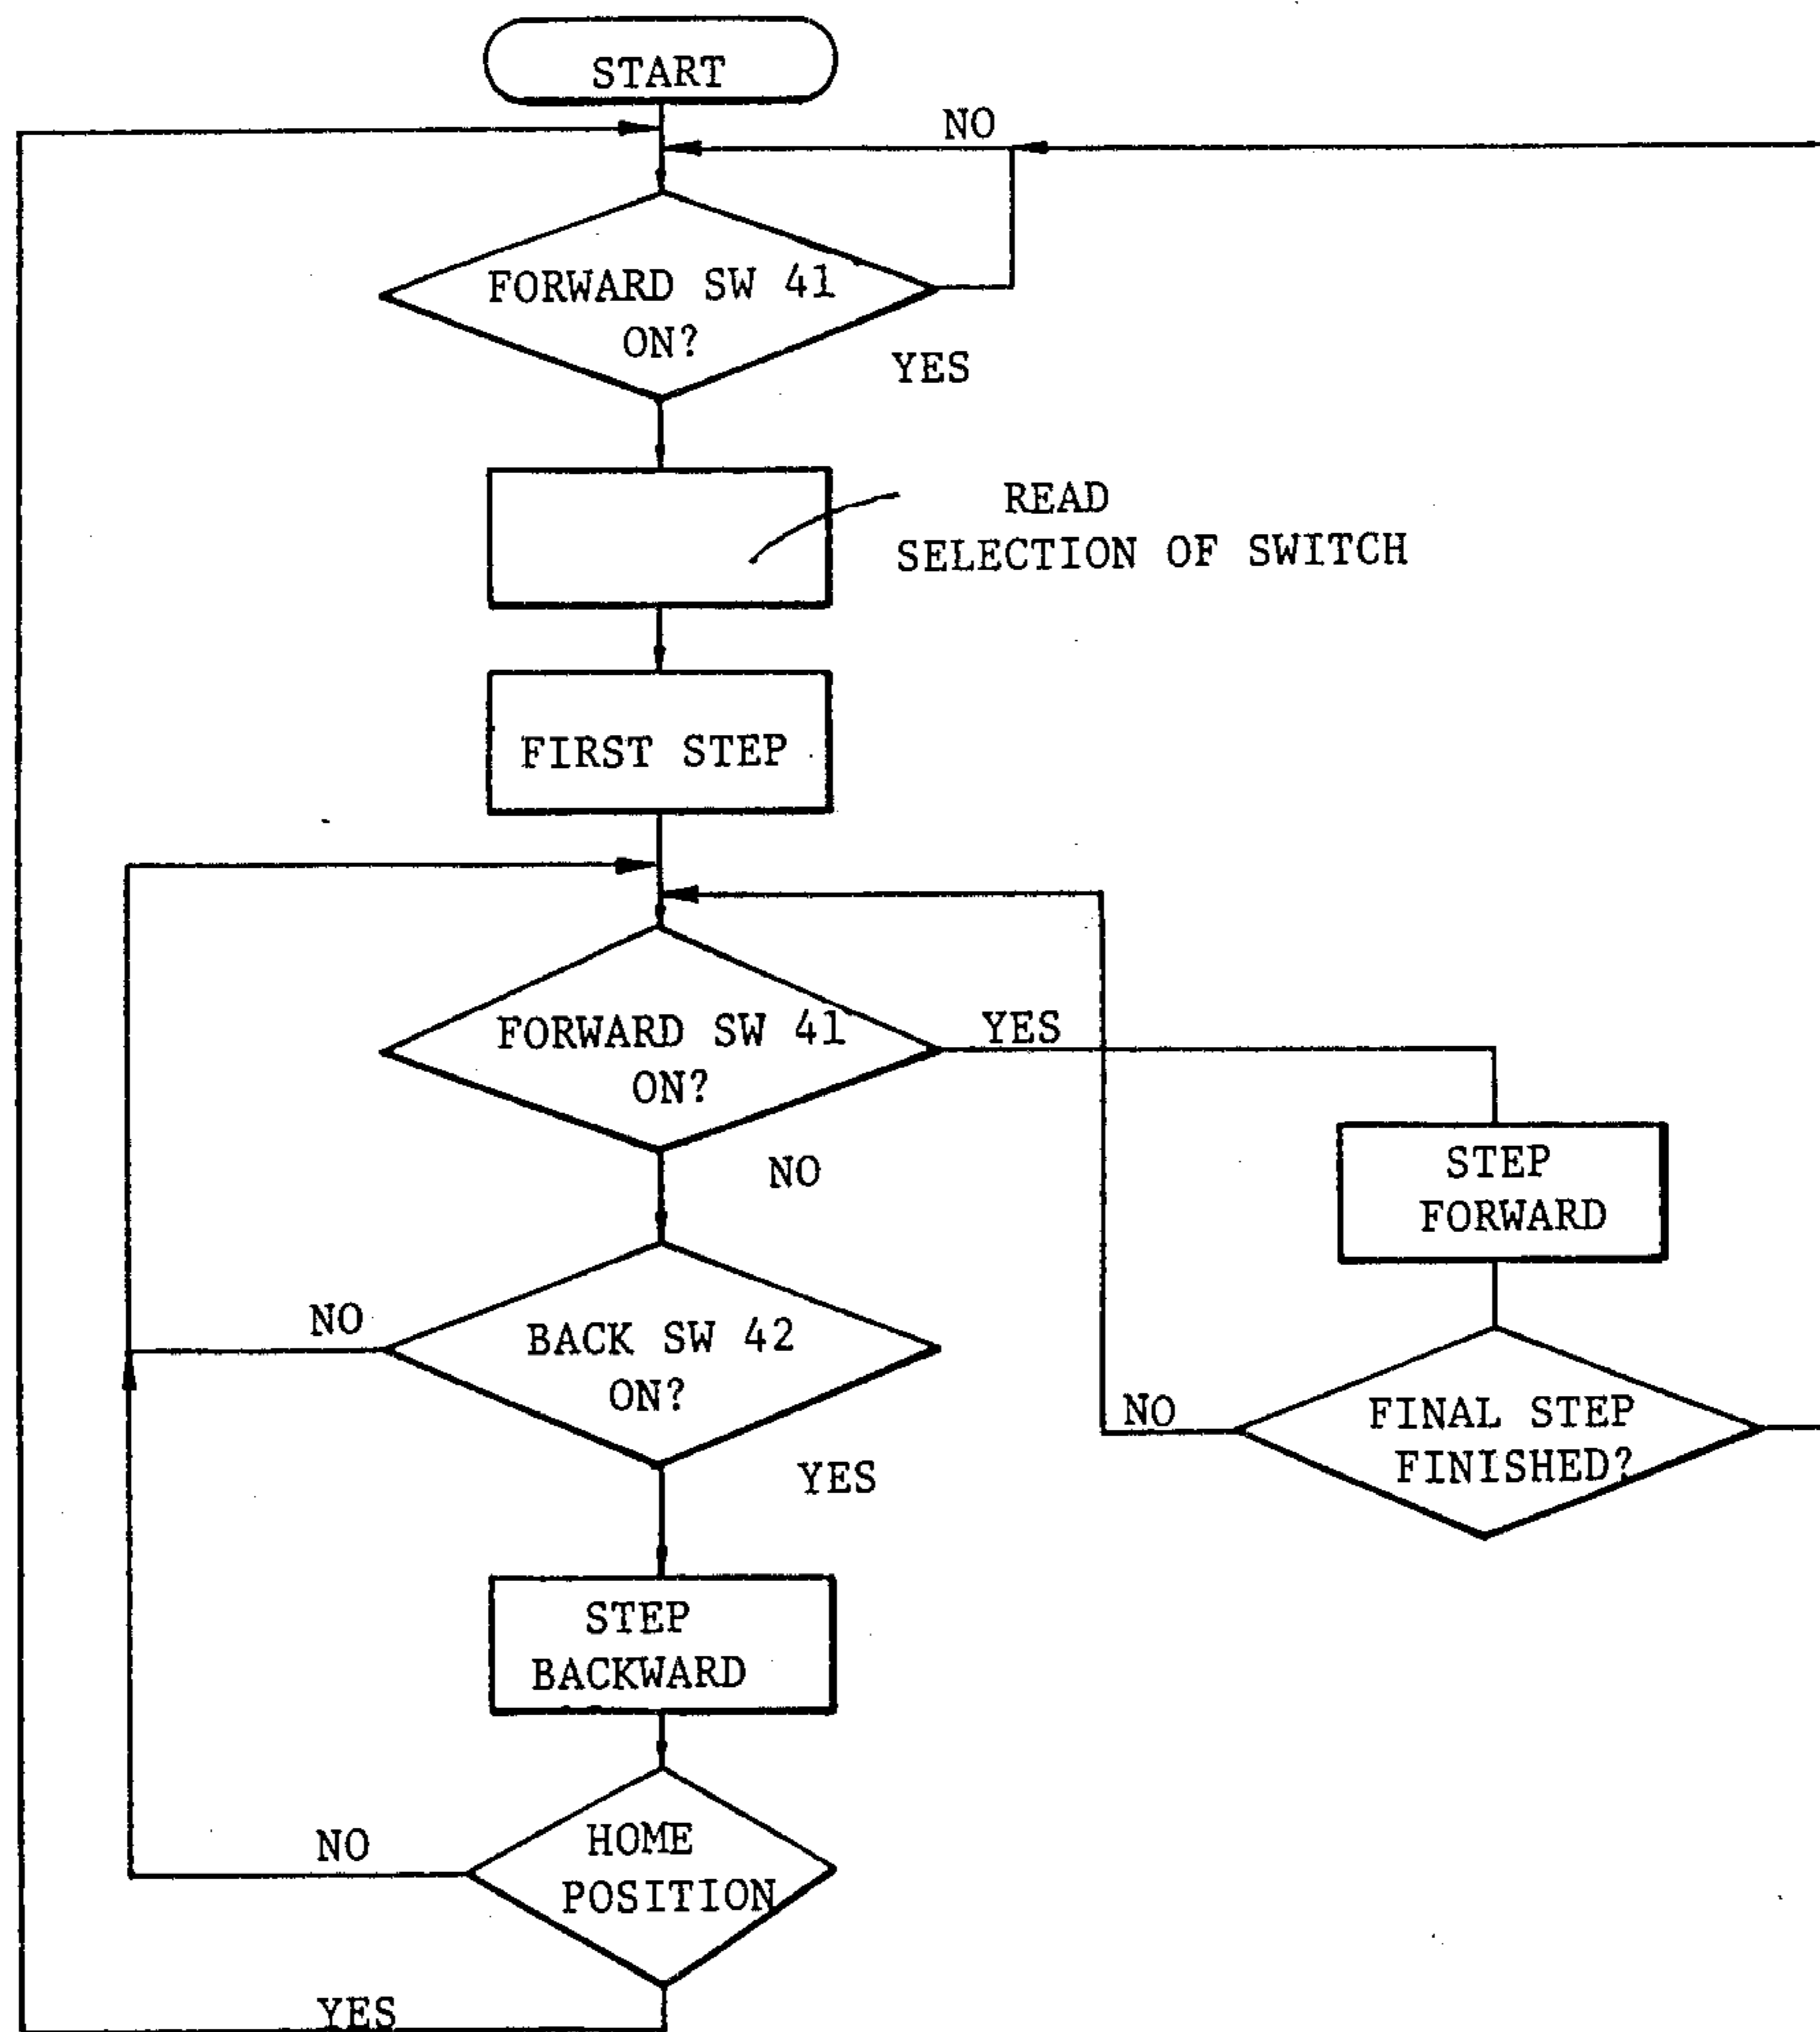 START
NO
FORWARD SW 41
ON?
YES
READ
SELECTION OF SWITCH
FIRST STEP
FORWARD SW 41
ON?
YES
NO
STEP
FORWARD
BACK SW 42
ON?
NO
YES
FINAL STEP
FINISHED?
NO
STEP
BACKWARD
HOME
POSITION
NO
YES